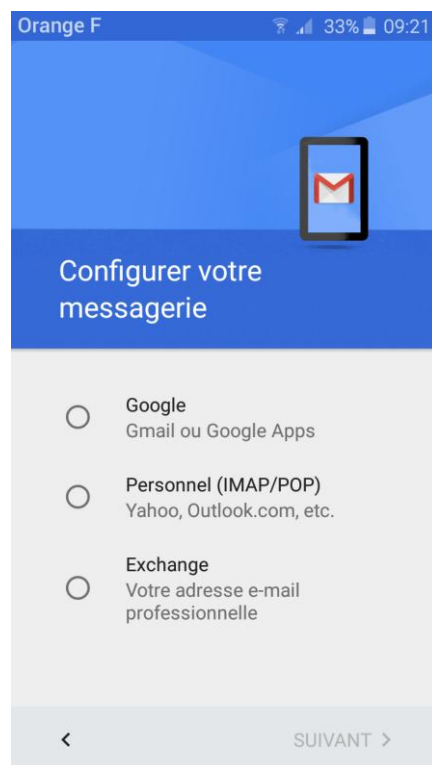 Orange F 33% 09:21
Configurer votre
messagerie
Google
Gmail ou Google Apps
Personnel (IMAP/POP)
Yahoo, Outlook.com, etc.
Exchange
Votre adresse e-mail
professionnelle
SUIVANT